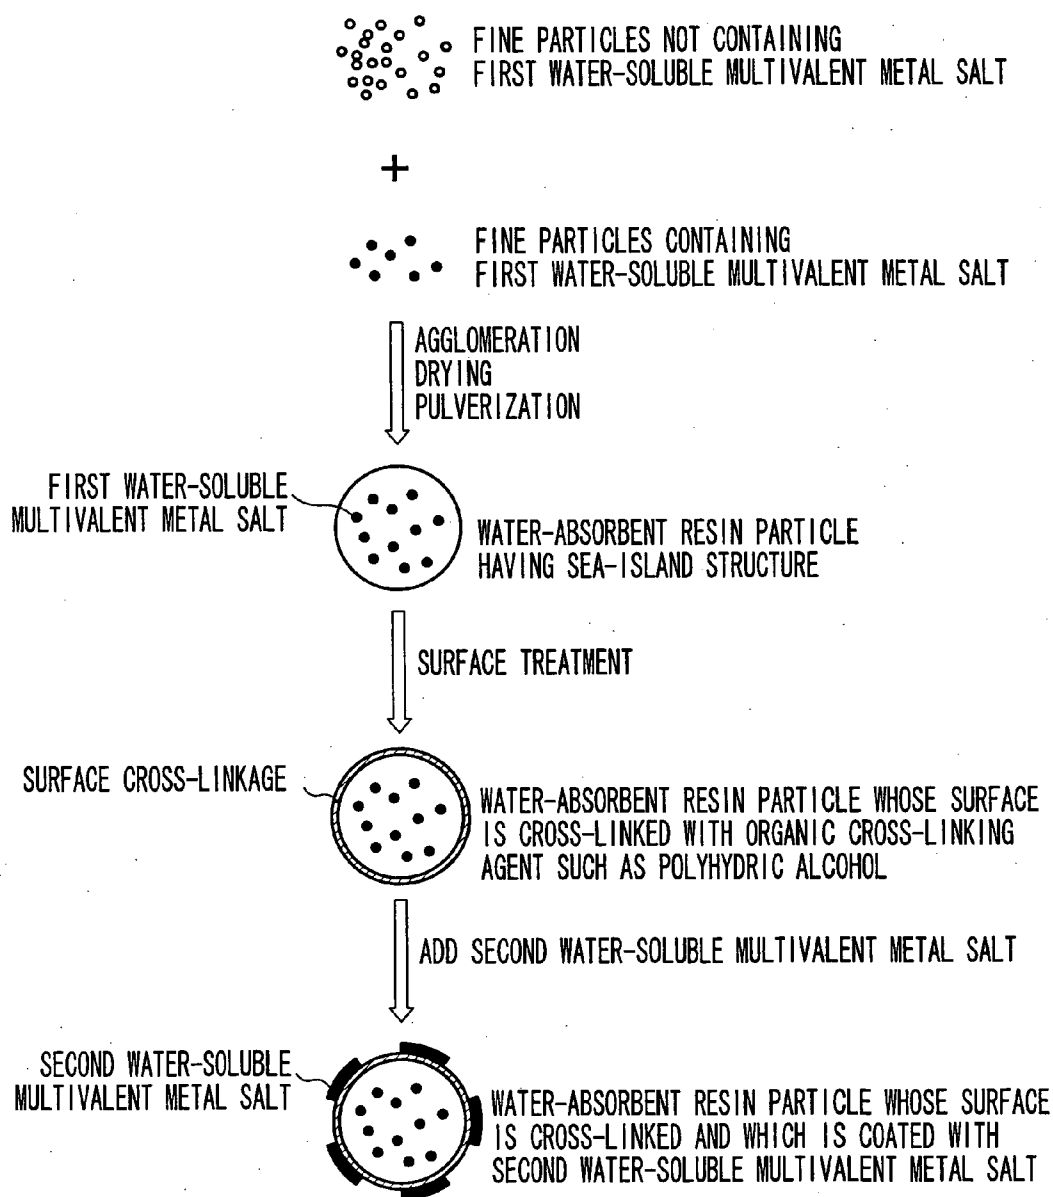 FINE PARTICLES NOT CONTAINING
FIRST WATER-SOLUBLE MULTIVALENT METAL SALT
+
FINE PARTICLES CONTAINING
FIRST WATER-SOLUBLE MULTIVALENT METAL SALT
AGGLOMERATION
DRYING
PULVERIZATION
FIRST WATER-SOLUBLE
MULTIVALENT METAL SALT
WATER-ABSORBENT RESIN PARTICLE
HAVING SEA-ISLAND STRUCTURE
SURFACE TREATMENT
SURFACE CROSS-LINKAGE
WATER-ABSORBENT RESIN PARTICLE WHOSE SURFACE
IS CROSS-LINKED WITH ORGANIC CROSS-LINKING
AGENT SUCH AS POLYHYDRIC ALCOHOL
ADD SECOND WATER-SOLUBLE MULTIVALENT METAL SALT
SECOND WATER-SOLUBLE
MULTIVALENT METAL SALT
WATER-ABSORBENT RESIN PARTICLE WHOSE SURFACE
IS CROSS-LINKED AND WHICH IS COATED WITH
SECOND WATER-SOLUBLE MULTIVALENT METAL SALT